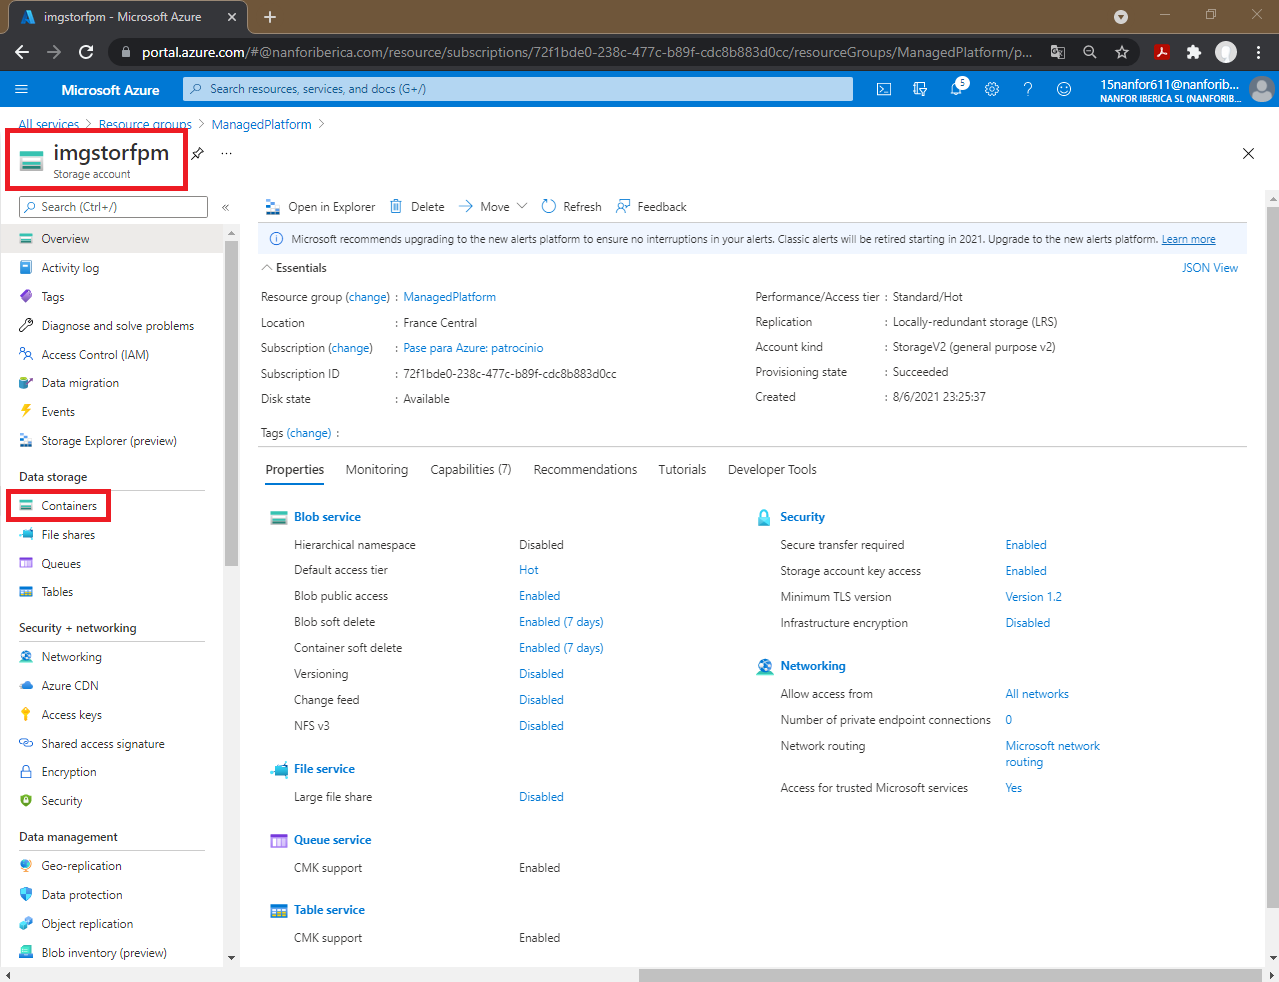 imgstorfpm - Microsoft Azure
portal.azure.com/#@nanforiberica.com/resource/subscriptions/72f1bde0-238c-477c-b89f-cdc8b883d0cc/resourceGroups/ManagedPlatform/p...
Microsoft Azure
Search resources, services, and docs (G+/)
5
15nanfor611@nanforib...
NANFOR IBERICA SL (NANFORIB...
All services > Resource groups > ManagedPlatform >
imgstorfpm
Storage account
Search (Ctrl+/)
Overview
Activity log
Tags
Diagnose and solve problems
Access Control (IAM)
Data migration
Events
Storage Explorer (preview)
Data storage
Containers
File shares
Queues
Tables
Security + networking
Networking
Azure CDN
Access keys
Shared access signature
Encryption
Security
Data management
Geo-replication
Data protection
Object replication
Blob inventory (preview)
Open in Explorer Delete Move Refresh Feedback
Microsoft recommends upgrading to the new alerts platform to ensure no interruptions in your alerts. Classic alerts will be retired starting in 2021. Upgrade to the new alerts platform. Learn more
Essentials
JSON View
Resource group (change) : ManagedPlatform
Location : France Central
Subscription (change) : Pase para Azure: patrocinio
Subscription ID : 72f1bde0-238c-477c-b89f-cdc8b883d0cc
Disk state : Available
Performance/Access tier : Standard/Hot
Replication : Locally-redundant storage (LRS)
Account kind : StorageV2 (general purpose v2)
Provisioning state : Succeeded
Created : 8/6/2021 23:25:37
Tags (change) :
Properties Monitoring Capabilities (7) Recommendations Tutorials Developer Tools
Blob service
Hierarchical namespace Disabled
Default access tier Hot
Blob public access Enabled
Blob soft delete Enabled (7 days)
Container soft delete Enabled (7 days)
Versioning Disabled
Change feed Disabled
NFS v3 Disabled
File service
Large file share Disabled
Queue service
CMK support Enabled
Table service
CMK support Enabled
Security
Secure transfer required Enabled
Storage account key access Enabled
Minimum TLS version Version 1.2
Infrastructure encryption Disabled
Networking
Allow access from All networks
Number of private endpoint connections 0
Network routing Microsoft network
routing
Access for trusted Microsoft services Yes